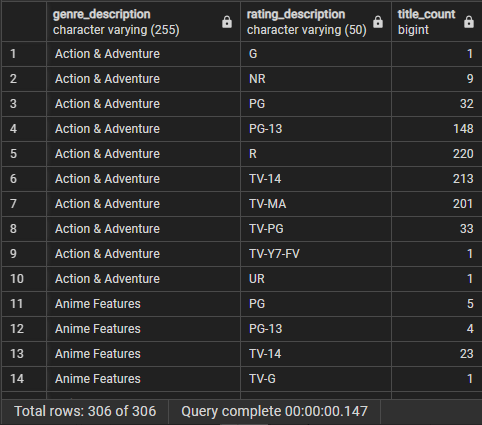 genre_description rating_description title_count
character varying (255) character varying (50) bigint
1 Action & Adventure G 1
2 Action & Adventure NR 9
3 Action & Adventure PG 32
4 Action & Adventure PG-13 148
5 Action & Adventure R 220
6 Action & Adventure TV-14 213
7 Action & Adventure TV-MA 201
8 Action & Adventure TV-PG 33
9 Action & Adventure TV-Y7-FV 1
10 Action & Adventure UR 1
11 Anime Features PG 5
12 Anime Features PG-13 4
13 Anime Features TV-14 23
14 Anime Features TV-G 1
Total rows: 306 of 306 Query complete 00:00:00.147